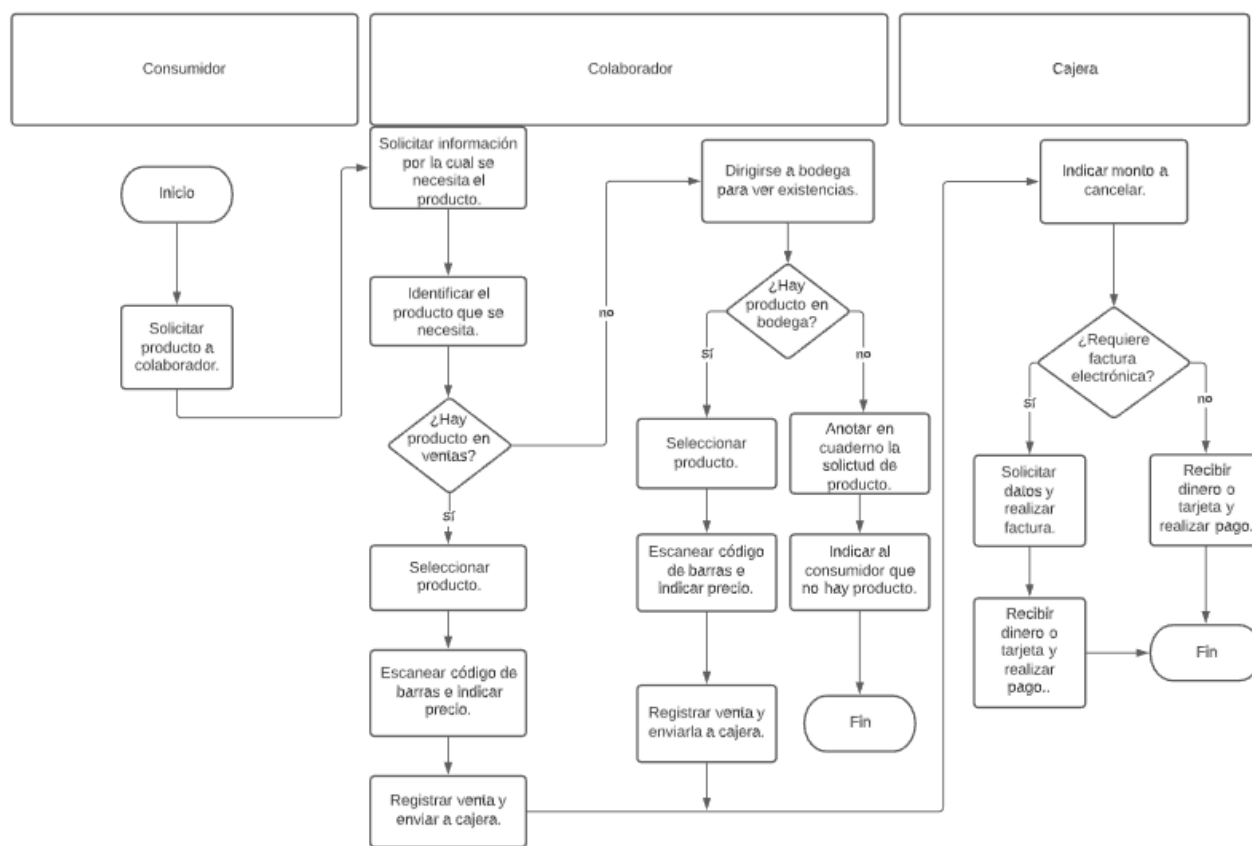 Consumidor
Colaborador
Cajera
Inicio
Solicitar
producto a
colaborador.
Solicitar información
por la cual se
necesita el
producto.
Identificar el
producto que se
necesita.
¿Hay
producto en
ventas?
no
sí
Seleccionar
producto.
Escanear código de
barras e indicar
precio.
Registrar venta y
enviar a cajera.
Dirigirse a bodega
para ver existencias.
¿Hay
producto en
bodega?
sí
no
Seleccionar
producto.
Escanear código
de barras e
indicar precio.
Registrar venta y
enviarla a cajera.
Anotar en
cuaderno la
solictud de
producto.
Indicar al
consumidor que
no hay producto.
Fin
Indicar monto a
cancelar.
¿Requiere
factura
electrónica?
sí
no
Solicitar
datos y
realizar
factura.
Recibir
dinero o
tarjeta y
realizar
pago..
Recibir
dinero o
tarjeta y
realizar pago.
Fin